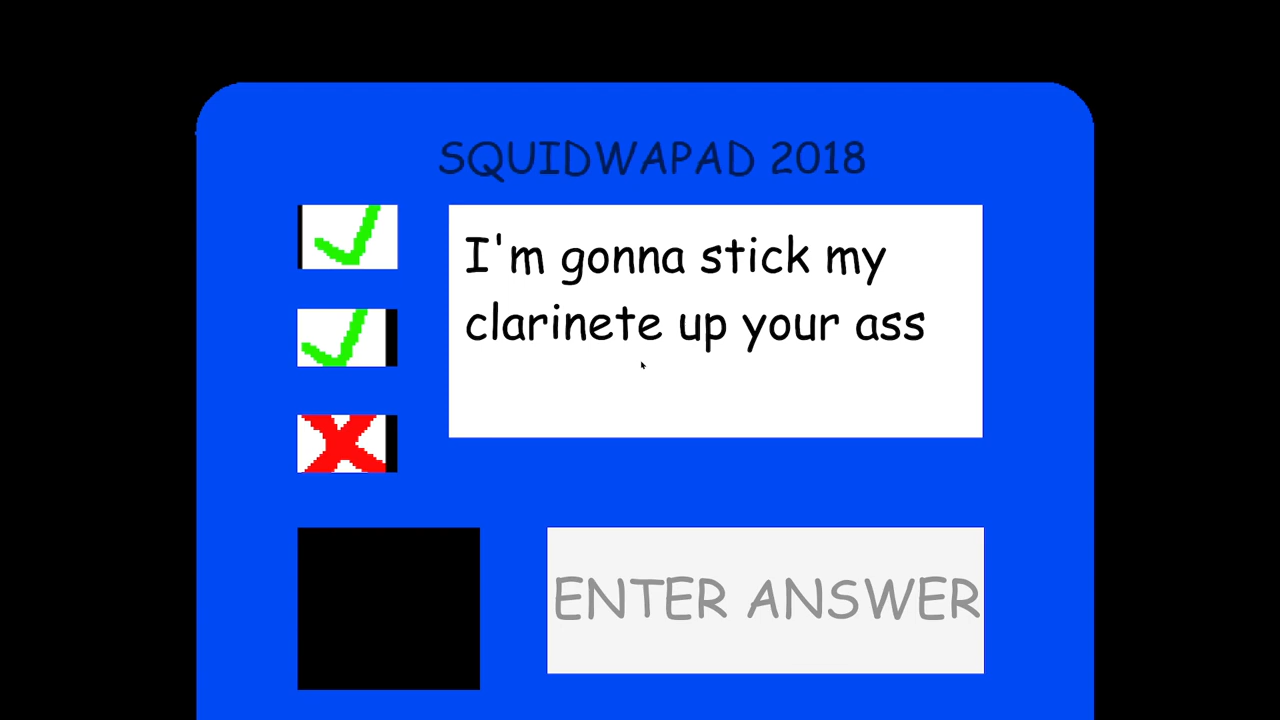 SQUIDWAPAD 2018
I'm gonna stick my
clarinete up your ass
ENTER ANSWER